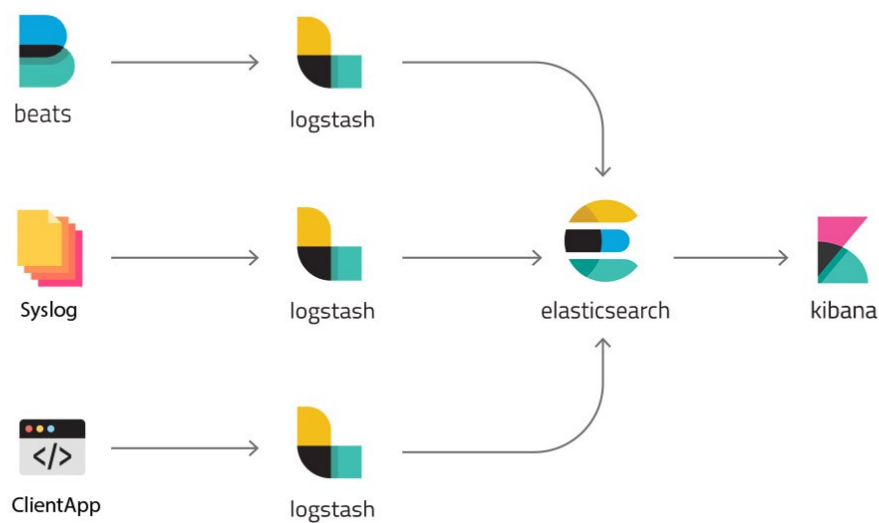 beats
logstash
Syslog
logstash
elasticsearch
kibana
</>
ClientApp
logstash